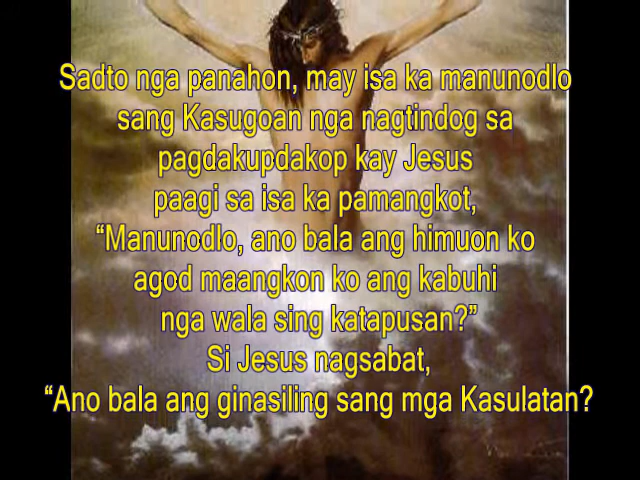 Sadto nga panahon, may isa ka manunodlo
sang Kasugoan nga nagtindog sa
pagdakupdakop kay Jesus
paagi sa isa ka pamangkot,
“Manunodlo, ano bala ang himuon ko
agod maangkon ko ang kabuhi
nga wala sing katapusan?”
Si Jesus nagsabat,
“Ano bala ang ginasiling sang mga Kasulatan?